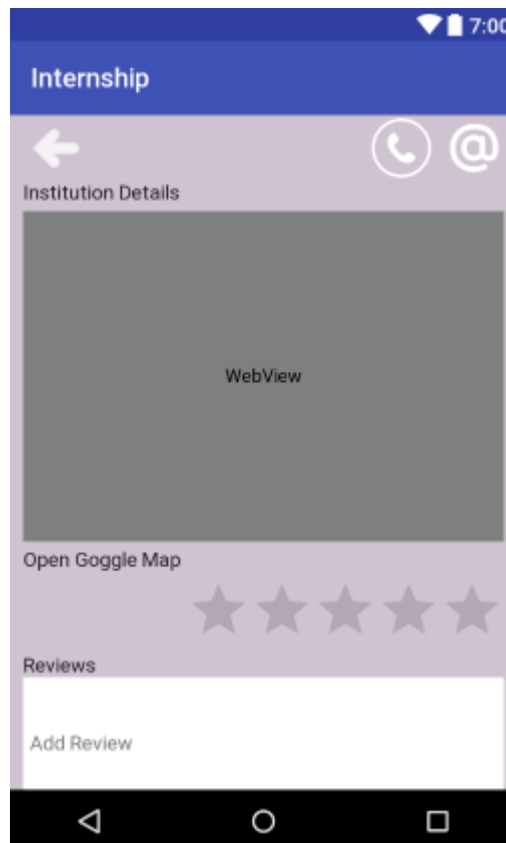 7:00
Internship
@
Institution Details
WebView
Open Goggle Map
Reviews
Add Review